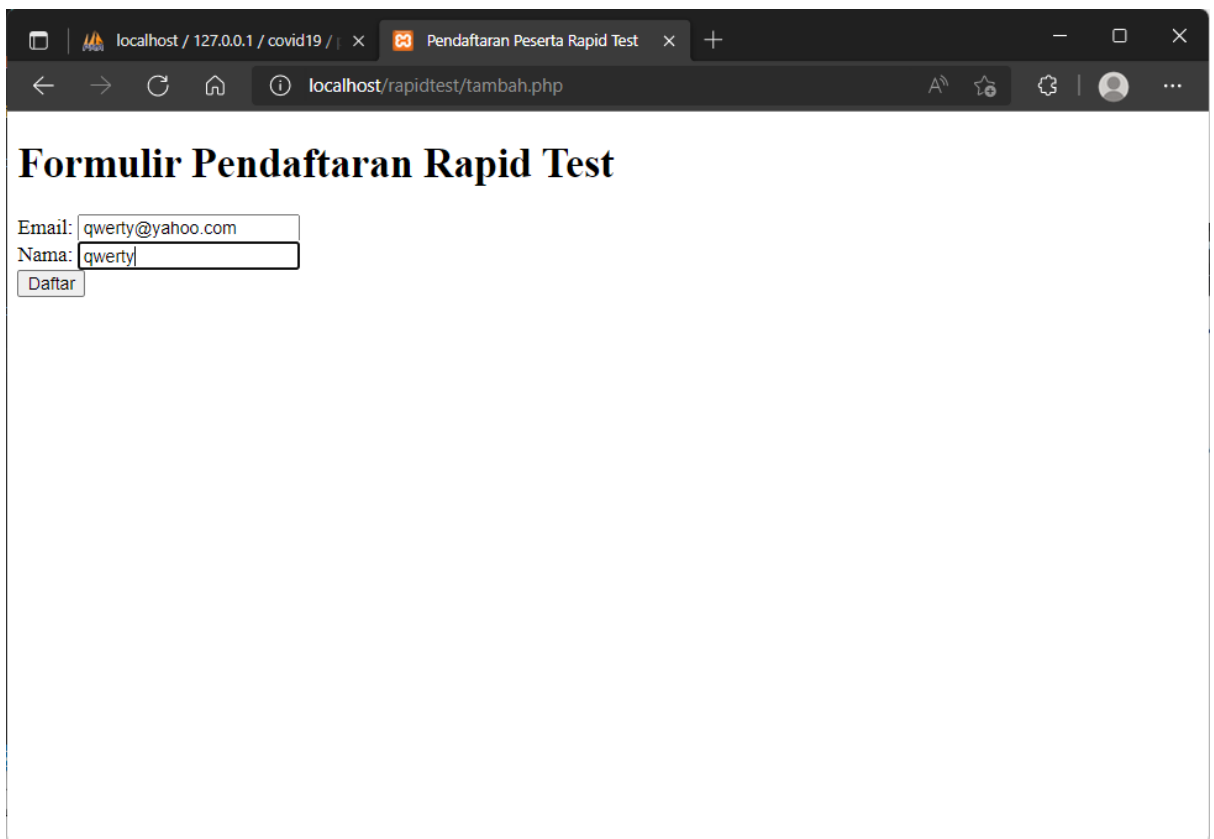 localhost / 127.0.0.1 / covid19 /
Pendaftaran Peserta Rapid Test
localhost/rapidtest/tambah.php
Formulir Pendaftaran Rapid Test
Email: qwerty@yahoo.com
Nama: qwerty
Daftar